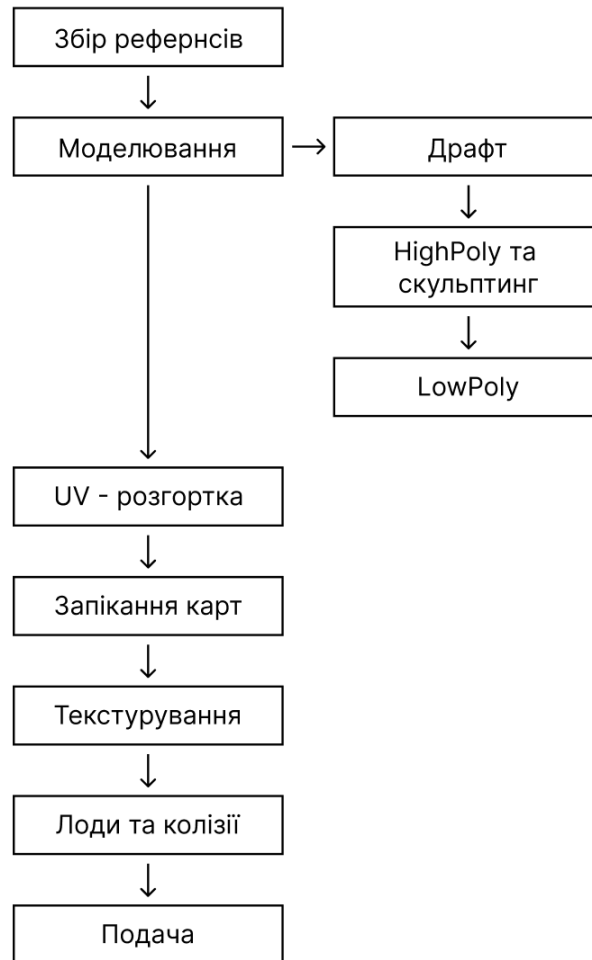 Збір рефернсів
Моделювання
Драфт
HighPoly та
скульптинг
LowPoly
UV - розгортка
Запікання карт
Текстурування
Лоди та колізії
Подача